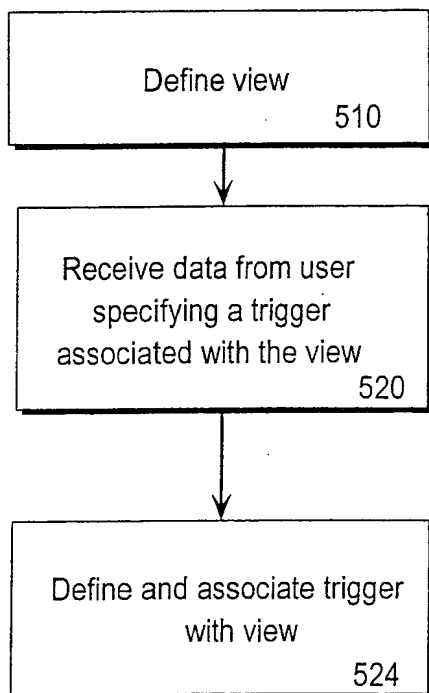 Define view
510
Receive data from user
specifying a trigger
associated with the view
520
Define and associate trigger
with view
524